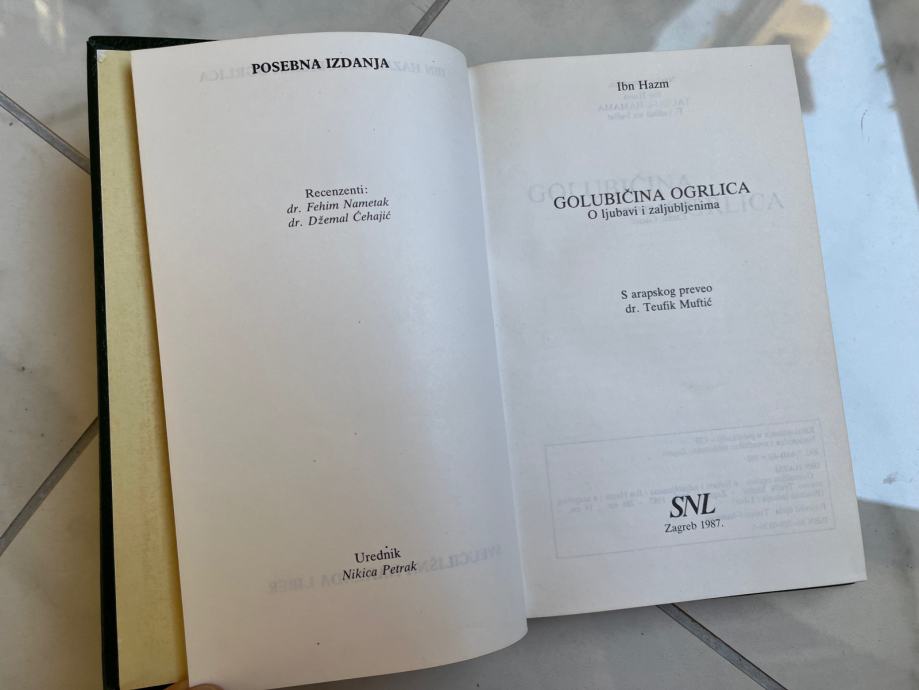 POSEBNA IZDANJA
Recenzenti:
dr. Fehim Nametak
dr. Džemal Ćehajić
Urednik
Nikica Petrak
Ibn Hazm
GOLUBIČINA OGRLICA
O ljubavi i zaljubljenima
S arapskog preveo
dr. Teufik Muftić
SNL
Zagreb 1987.